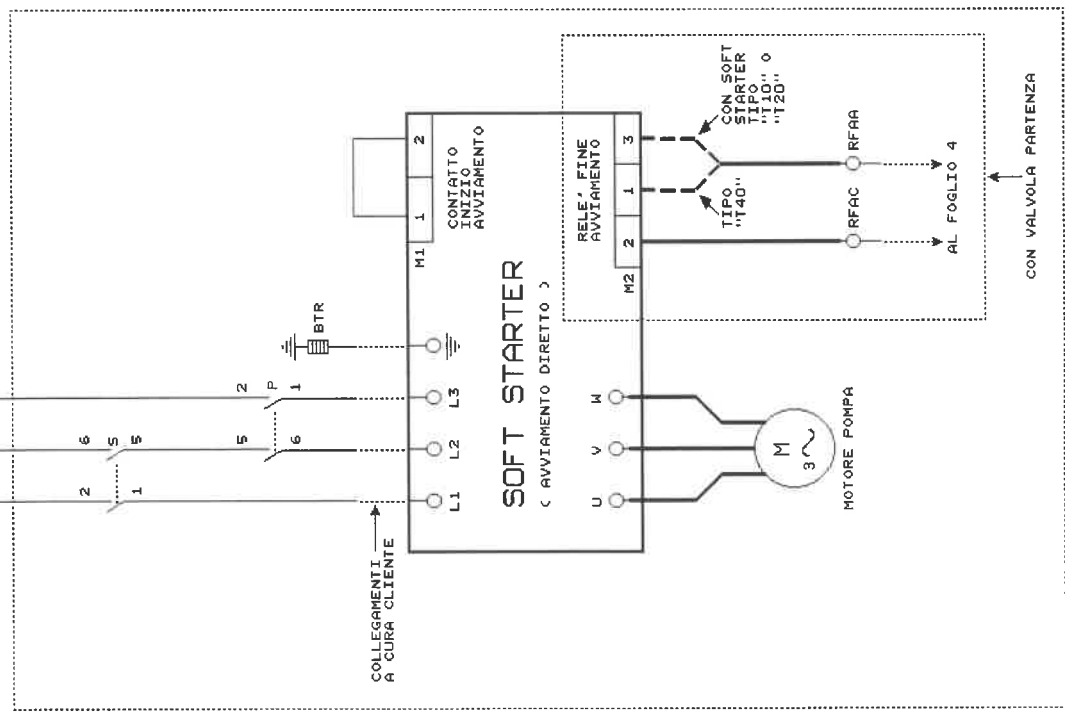 2 6
S
1 5
5 2
P
6 1
BTR
COLLEGAMENTI
A CURA CLIENTE
M1 1 2
L1 L2 L3
CONTATTO
INIZIO
AVVIAMENTO
SOFT STARTER
( AVVIAMENTO DIRETTO )
RELE' FINE
AVVIAMENTO
U V W
M2 2 1 3
TIPO
"T40"
CON SOFT
STARTER
TIPO
"T10" O
"T20"
M
3~
MOTORE POMPA
RFAC RFAA
AL FOGLIO 4
CON VALVOLA PARTENZA